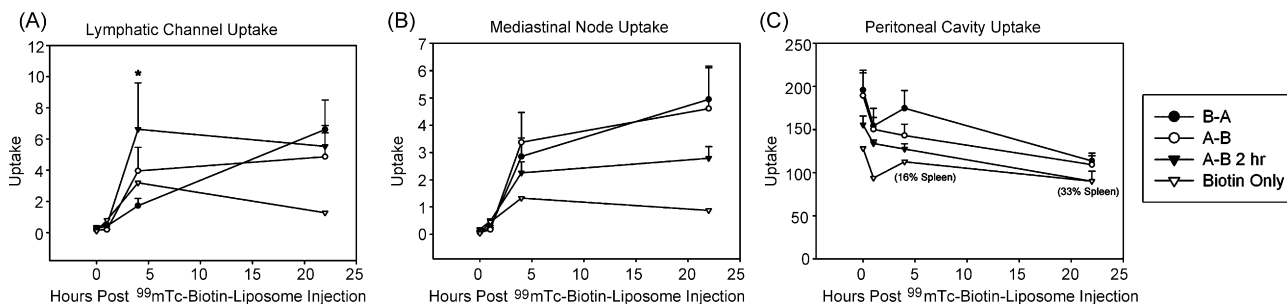 (A)
Lymphatic Channel Uptake
12
10
8
6
4
2
0
Uptake
*
0 5 10 15 20 25
Hours Post 99mTc-Biotin-Liposome Injection
(B)
Mediastinal Node Uptake
7
6
5
4
3
2
1
0
Uptake
0 5 10 15 20 25
Hours Post 99mTc-Biotin-Liposome Injection
(C)
Peritoneal Cavity Uptake
250
200
150
100
50
0
Uptake
(16% Spleen)
(33% Spleen)
0 5 10 15 20 25
Hours Post 99mTc-Biotin-Liposome Injection
B-A
A-B
A-B 2 hr
Biotin Only